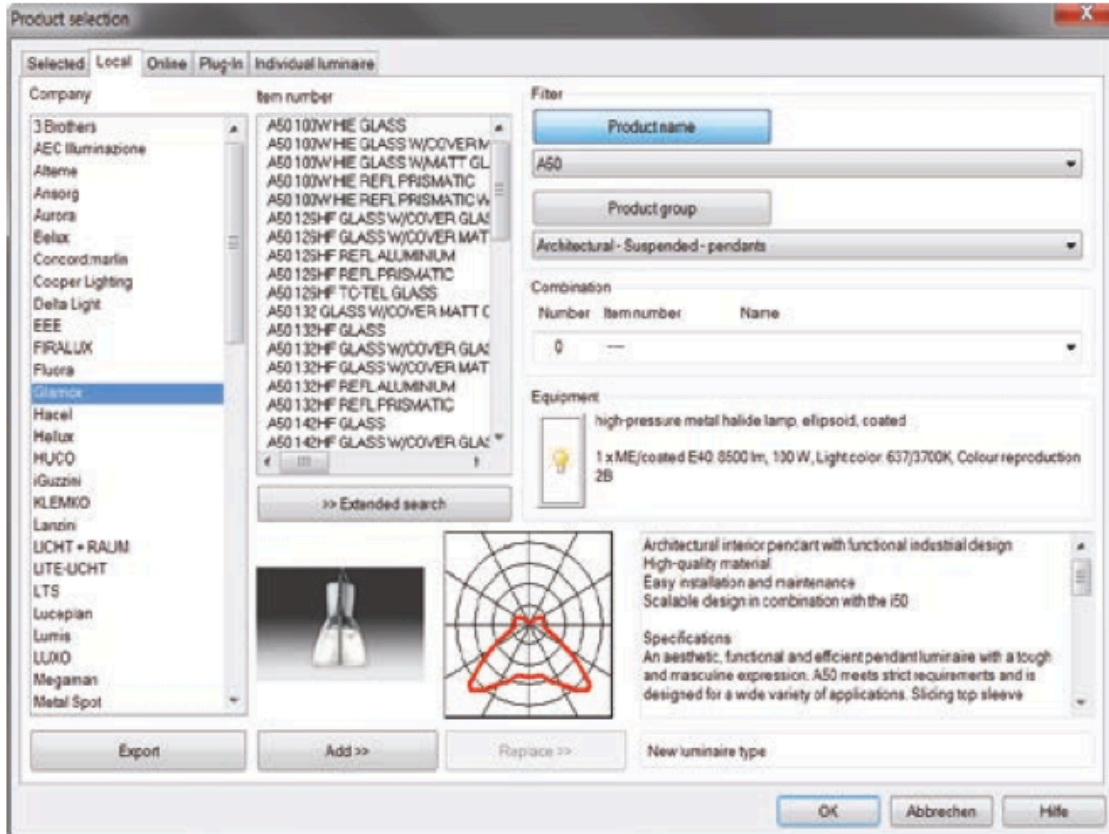 Product selection
X
Selected Local Online Plug-In Individual luminaire
Company
3 Brothers
AEC Illuminazione
Alteme
Ansorg
Aurora
Belux
Concord:marlin
Cooper Lighting
Delta Light
EEE
FIRALUX
Fluora
Glamox
Hacel
Helux
HUCO
iGuzzini
KLEMKO
Lanzini
LICHT + RAUM
LITE-LICHT
LTS
Luceplan
Lumis
LUXO
Megaman
Metal Spot
Export
Item number
A50 100W HIE GLASS
A50 100W HIE GLASS W/COVER M
A50 100W HIE GLASS W/MATT GL
A50 100W HIE REFL PRISMATIC
A50 100W HIE REFL PRISMATIC W
A50 126HF GLASS W/COVER GLA
A50 126HF GLASS W/COVER MAT
A50 126HF REFL ALUMINIUM
A50 126HF REFL PRISMATIC
A50 126HF TC-TEL GLASS
A50 132 GLASS W/COVER MATT C
A50 132HF GLASS
A50 132HF GLASS W/COVER GLA
A50 132HF GLASS W/COVER MAT
A50 132HF REFL ALUMINIUM
A50 132HF REFL PRISMATIC
A50 142HF GLASS
A50 142HF GLASS W/COVER GLA
>> Extended search
Add >>
Replace >>
Filter
Product name
A50
Product group
Architectural - Suspended - pendants
Combination
Number Item number Name
0 ---
Equipment
high-pressure metal halide lamp, ellipsoid, coated
1 x ME/coated E40: 8500 lm, 100 W, Light color: 637/3700K, Colour reproduction
2B
Architectural interior pendant with functional industrial design
High-quality material
Easy installation and maintenance
Scalable design in combination with the i50
Specifications
An aesthetic, functional and efficient pendant luminaire with a tough
and masculine expression. A50 meets strict requirements and is
designed for a wide variety of applications. Sliding top sleeve
New luminaire type
OK Abbrechen Hilfe